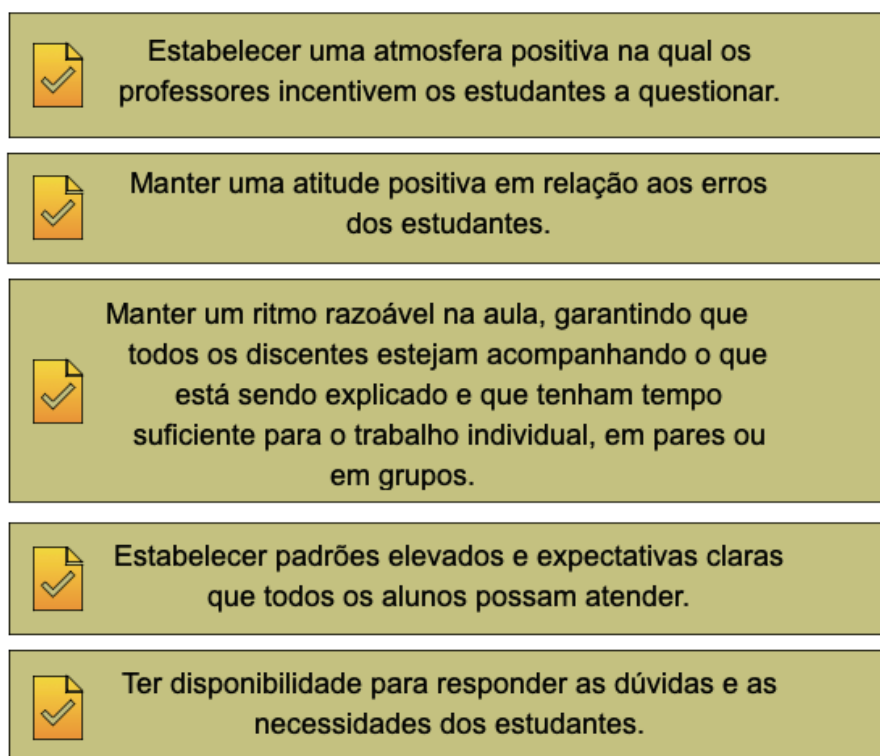 Estabelecer uma atmosfera positiva na qual os
professores incentivem os estudantes a questionar.
Manter uma atitude positiva em relação aos erros
dos estudantes.
Manter um ritmo razoável na aula, garantindo que
todos os discentes estejam acompanhando o que
está sendo explicado e que tenham tempo
suficiente para o trabalho individual, em pares ou
em grupos.
Estabelecer padrões elevados e expectativas claras
que todos os alunos possam atender.
Ter disponibilidade para responder as dúvidas e as
necessidades dos estudantes.